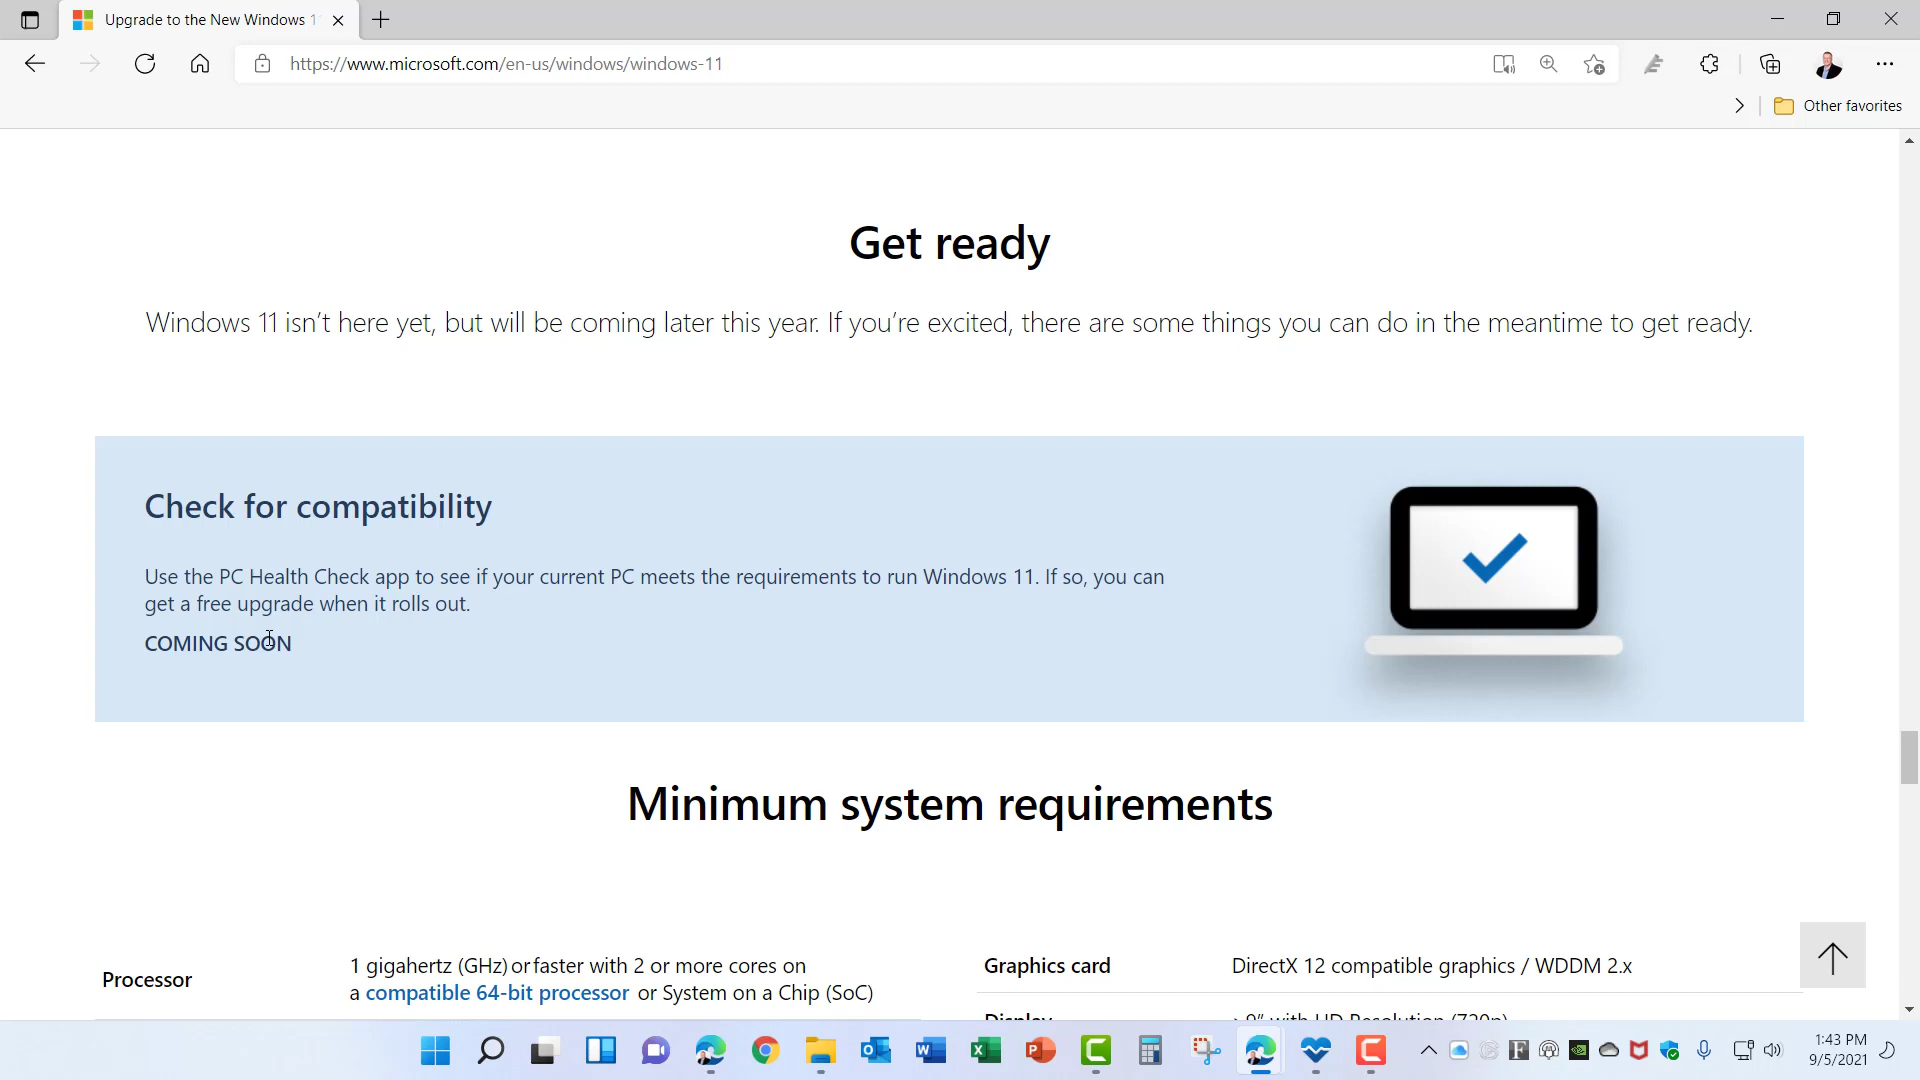 Upgrade to the New Windows 1
https://www.microsoft.com/en-us/windows/windows-11
Other favorites
Get ready
Windows 11 isn't here yet, but will be coming later this year. If you're excited, there are some things you can do in the meantime to get ready.
Check for compatibility
Use the PC Health Check app to see if your current PC meets the requirements to run Windows 11. If so, you can
get a free upgrade when it rolls out.
COMING SOON
Minimum system requirements
Processor
1 gigahertz (GHz) or faster with 2 or more cores on
a compatible 64-bit processor or System on a Chip (SoC)
Graphics card
DirectX 12 compatible graphics / WDDM 2.x
Display
9” with HD Resolution (720p)
1:43 PM
9/5/2021